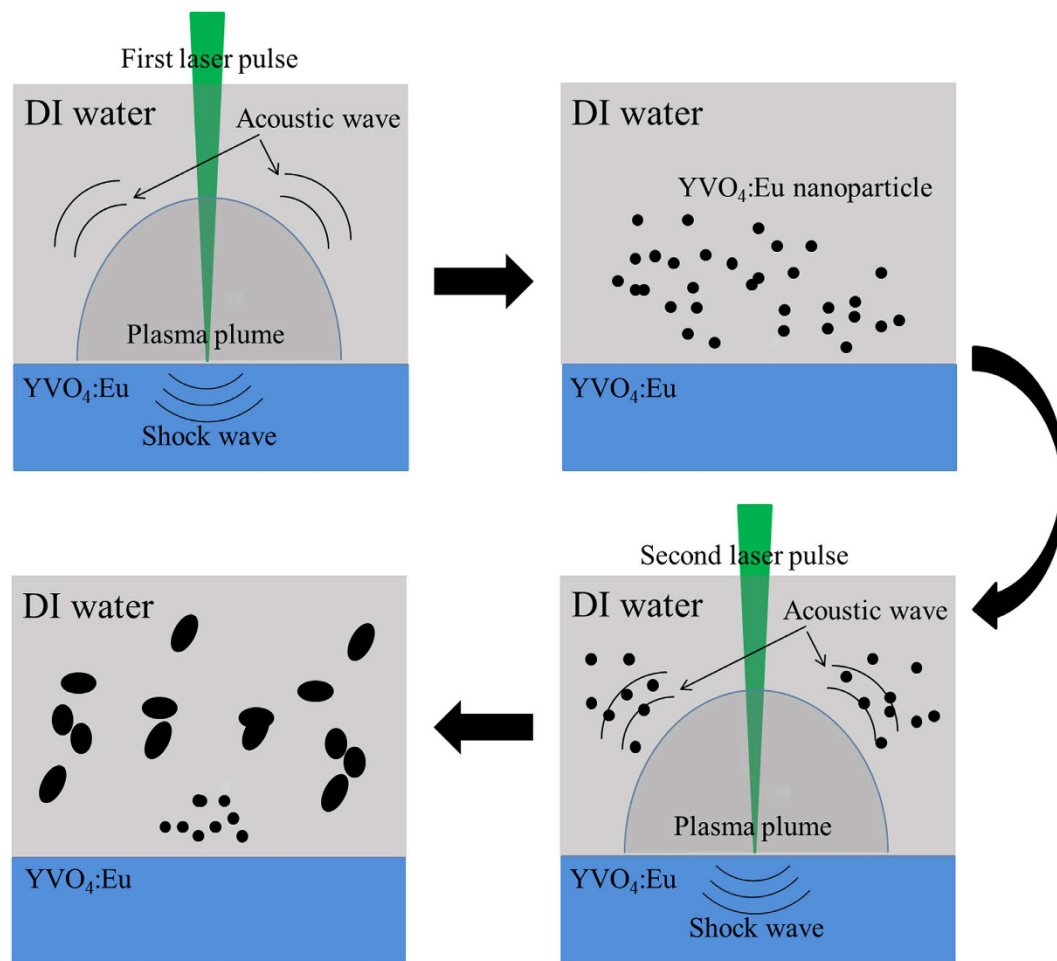 First laser pulse
DI water
Acoustic wave
Plasma plume
YVO₄:Eu
Shock wave
DI water
YVO₄:Eu nanoparticle
YVO₄:Eu
Second laser pulse
DI water
Acoustic wave
Plasma plume
YVO₄:Eu
Shock wave
DI water
YVO₄:Eu